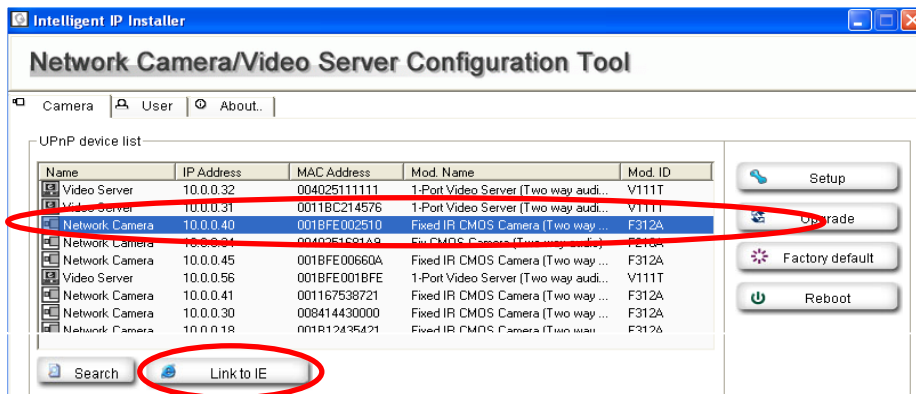 Intelligent IP Installer
Network Camera/Video Server Configuration Tool
Camera User About..
UPnP device list
Name IP Address MAC Address Mod. Name Mod. ID
Video Server 10.0.0.32 004025111111 1-Port Video Server (Two way audi... V111T
Video Server 10.0.0.31 0011BC214576 1-Port Video Server (Two way audi... V111T
Network Camera 10.0.0.40 001BFE002510 Fixed IR CMOS Camera (Two way ... F312A
Network Camera Fix CMOS Camera (Two way audio)
Network Camera 10.0.0.45 001BFE00660A Fixed IR CMOS Camera (Two way ... F312A
Video Server 10.0.0.56 001BFE001BFE 1-Port Video Server (Two way audi... V111T
Network Camera 10.0.0.41 001167538721 Fixed IR CMOS Camera (Two way ... F312A
Network Camera 10.0.0.30 008414430000 Fixed IR CMOS Camera (Two way ... F312A
Network Camera 10.0.0.18 001B12435421 Fixed IR CMOS Camera (Two way ... F312A
Setup
Upgrade
Factory default
Reboot
Search Link to IE